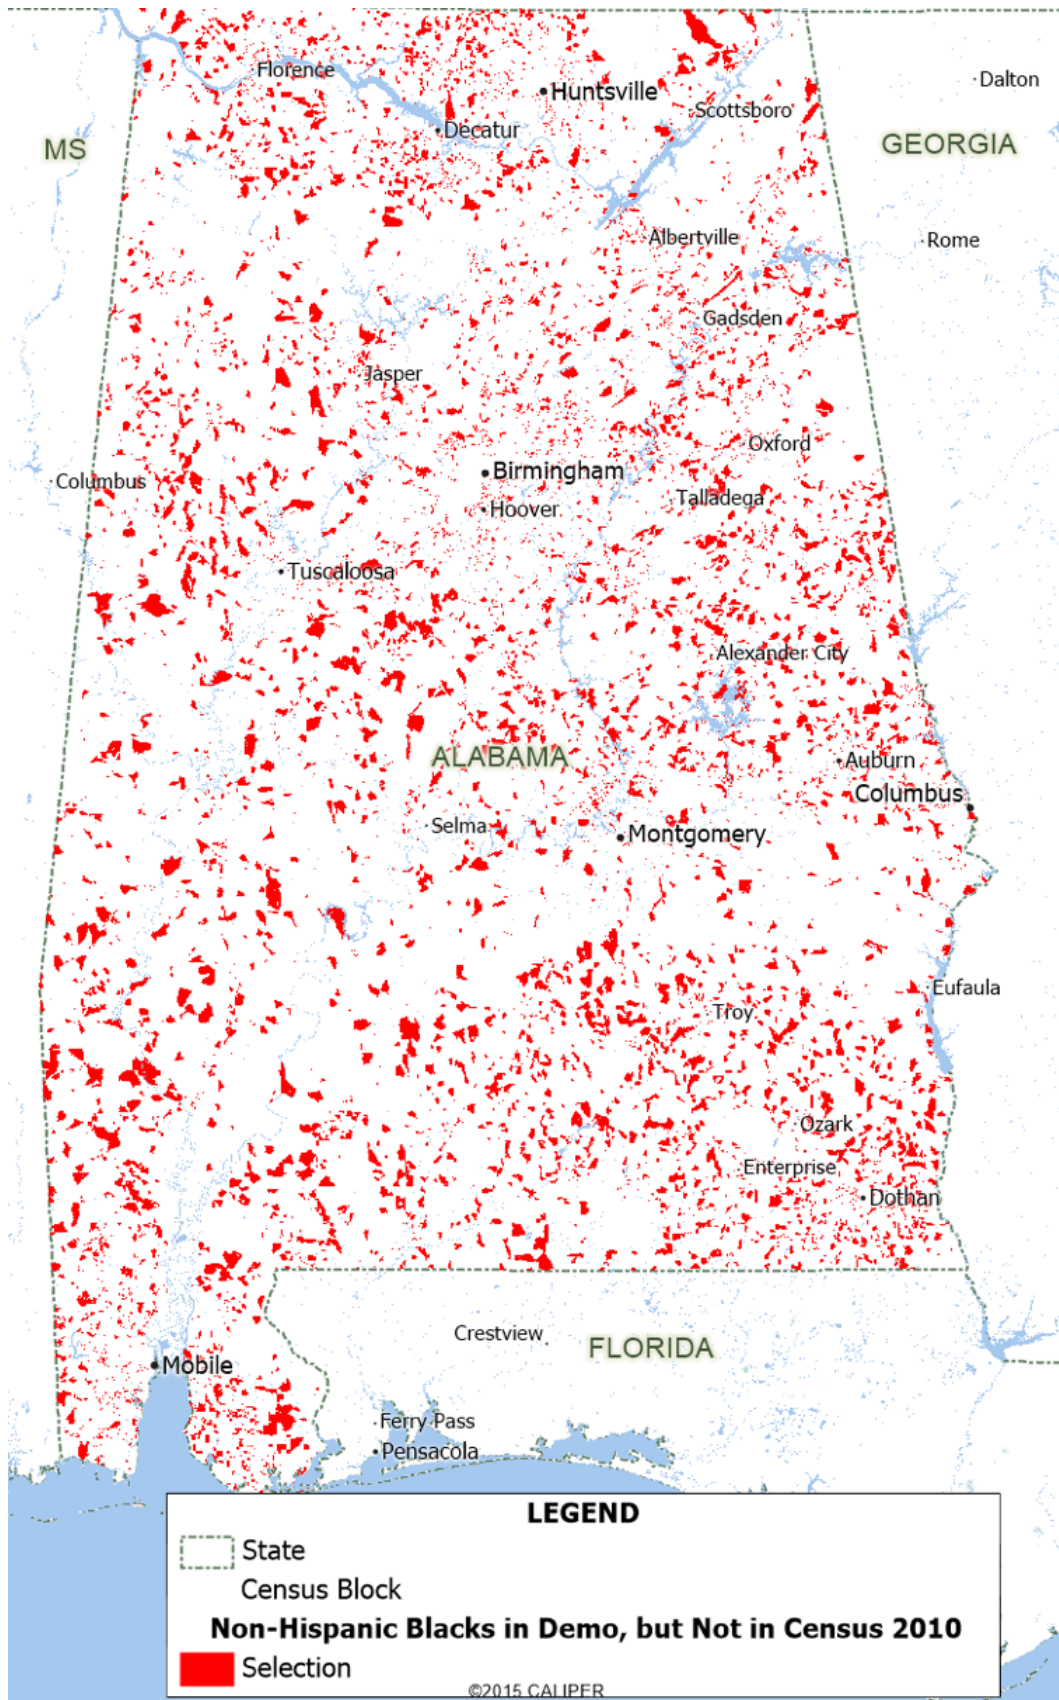 Florence
Huntsville
Dalton
Scottsboro
Decatur
MS
GEORGIA
Albertville
Rome
Gadsden
Jasper
Oxford
Birmingham
Columbus
Talladega
Hoover
Tuscaloosa
Alexander City
ALABAMA
Auburn
Columbus
Selma
Montgomery
Eufaula
Troy
Ozark
Enterprise
Dothan
Crestview
FLORIDA
Mobile
Ferry Pass
Pensacola
LEGEND
State
Census Block
Non-Hispanic Blacks in Demo, but Not in Census 2010
Selection
©2015 CALIPER